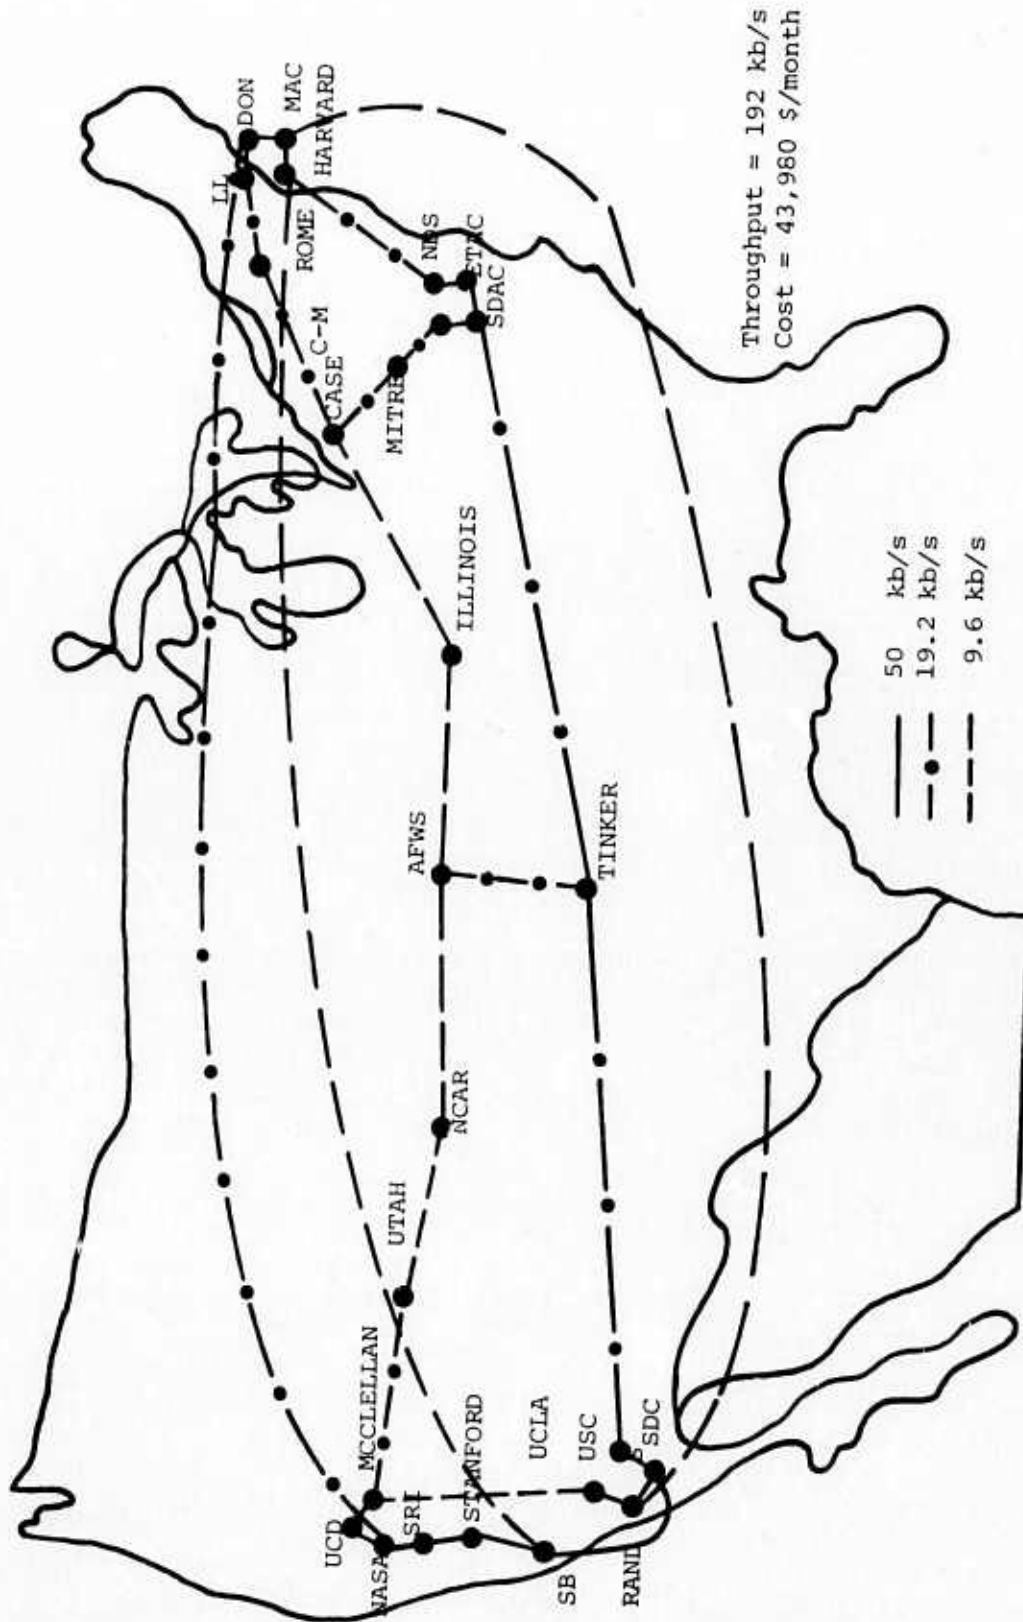 UCD
NASA
SRI
MCCLELLAN
STANFORD
SB
RAND
UCLA
USC
SDC
UTAH
NCAR
AFWS
TINKER
ILLINOIS
CASE
C-M
MITRE
ROME
LL
DON
MAC
HARVARD
NBS
ETAC
SDAC
Throughput = 192 kb/s
Cost = 43,980 $/month
50 kb/s
19.2 kb/s
9.6 kb/s